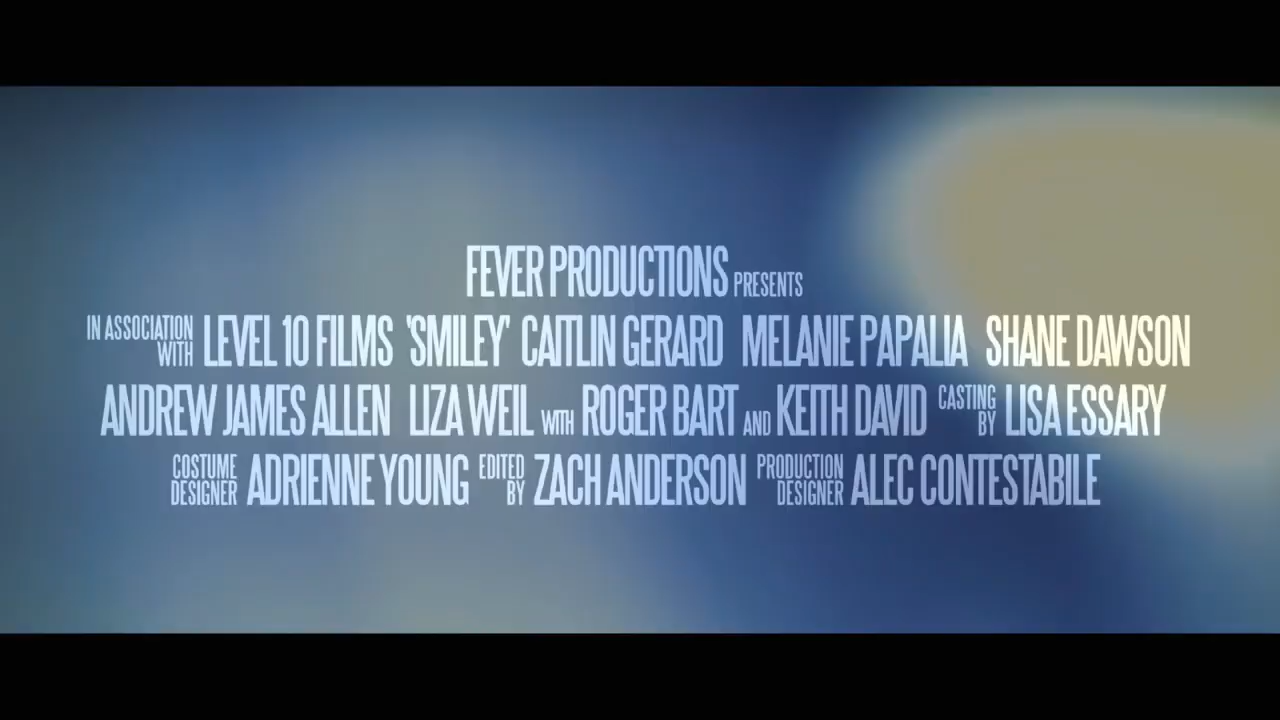 FEVER PRODUCTIONS PRESENTS
IN ASSOCIATION WITH LEVEL 10 FILMS 'SMILEY' CAITLIN GERARD MELANIE PAPALIA SHANE DAWSON
ANDREW JAMES ALLEN LIZA WEIL WITH ROGER BART AND KEITH DAVID CASTING BY LISA ESSARY
COSTUME DESIGNER ADRIENNE YOUNG EDITED BY ZACH ANDERSON PRODUCTION DESIGNER ALEC CONTESTABILE